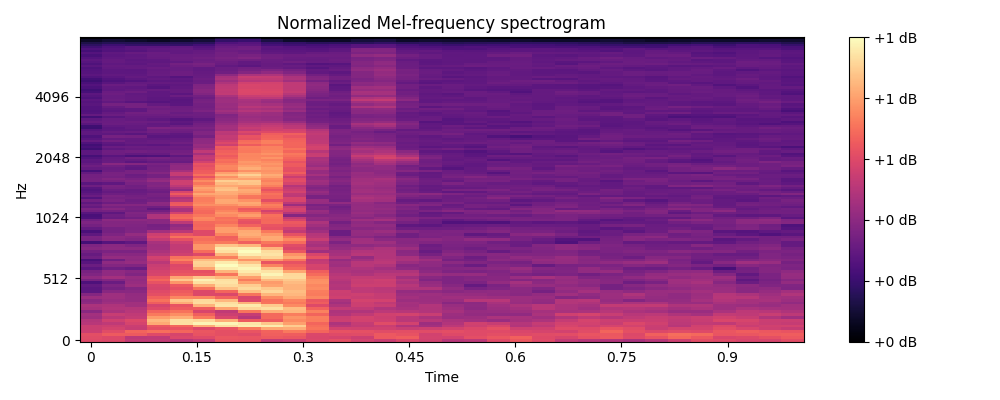 Normalized Mel-frequency spectrogram
Hz
4096
2048
1024
512
0
0 0.15 0.3 0.45 0.6 0.75 0.9
Time
+1 dB
+1 dB
+1 dB
+0 dB
+0 dB
+0 dB